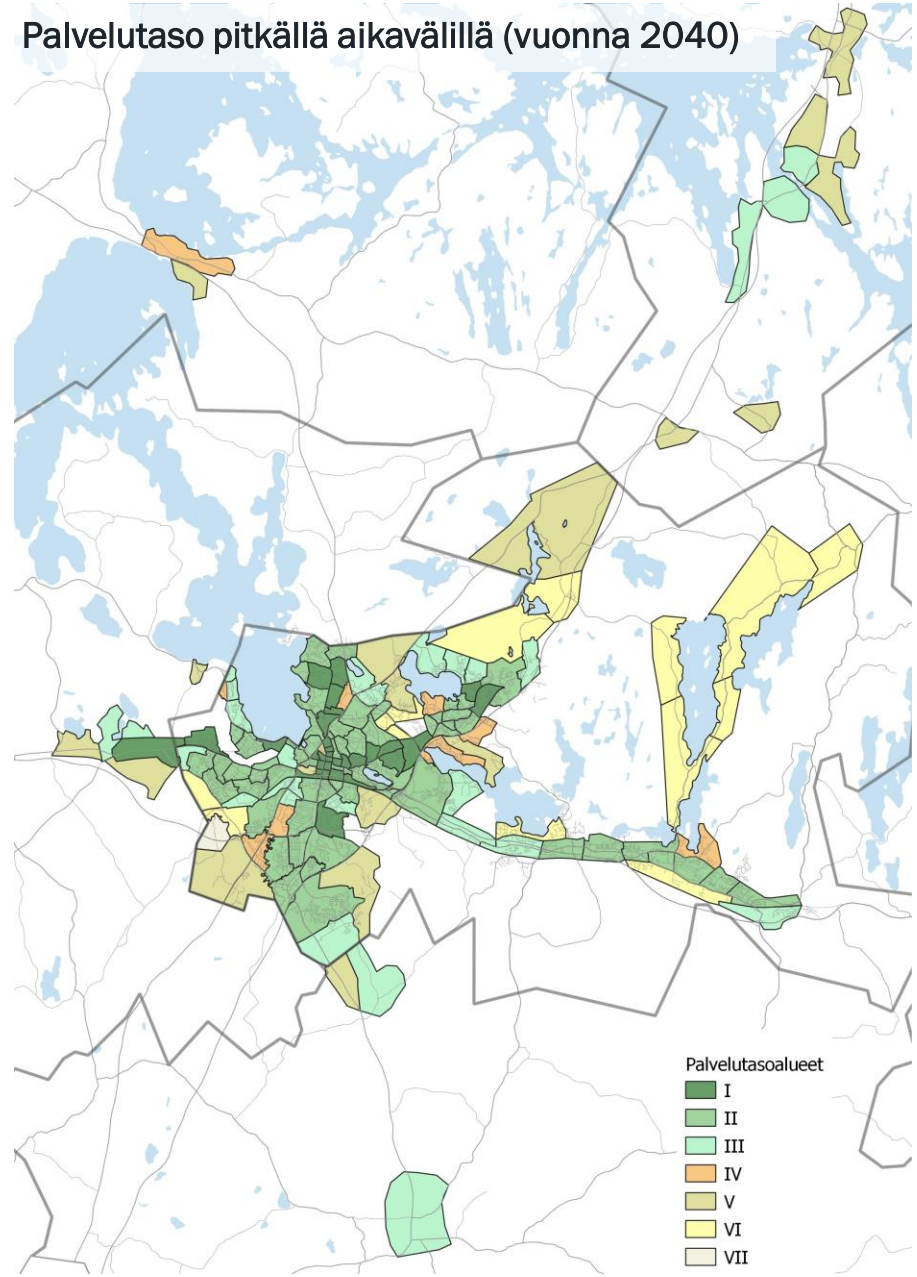 Palvelutaso pitkällä aikavälillä (vuonna 2040)
Palvelutasoalueet
I
II
III
IV
V
VI
VII